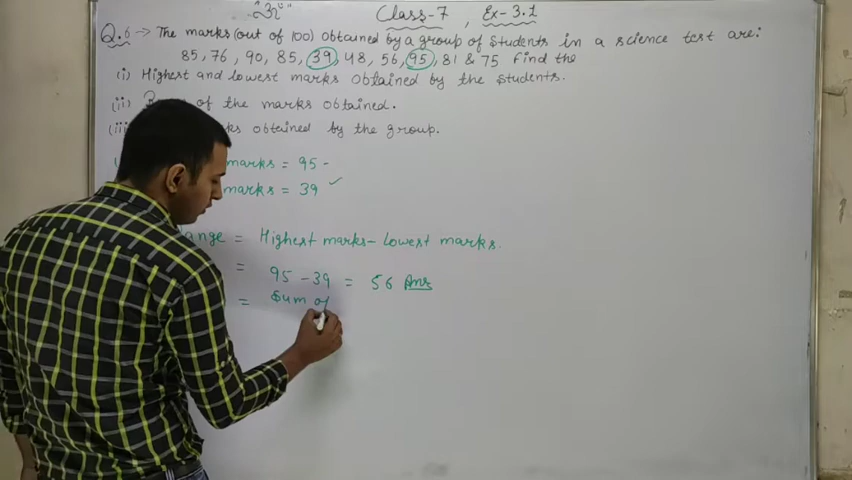 Class-7, Ex-3.1
Q.6 → The marks (out of 100) obtained by a group of students in a science test are:
85, 76, 90, 85, 39, 48, 56, 95, 81 & 75 Find the
(i) Highest and lowest marks obtained by the students.
(ii) of the marks obtained.
(iii) ks obtained by the group.
marks = 95
marks = 39 ✓
ange = Highest marks - Lowest marks.
= 95 - 39 = 56 Ans
= Sum of